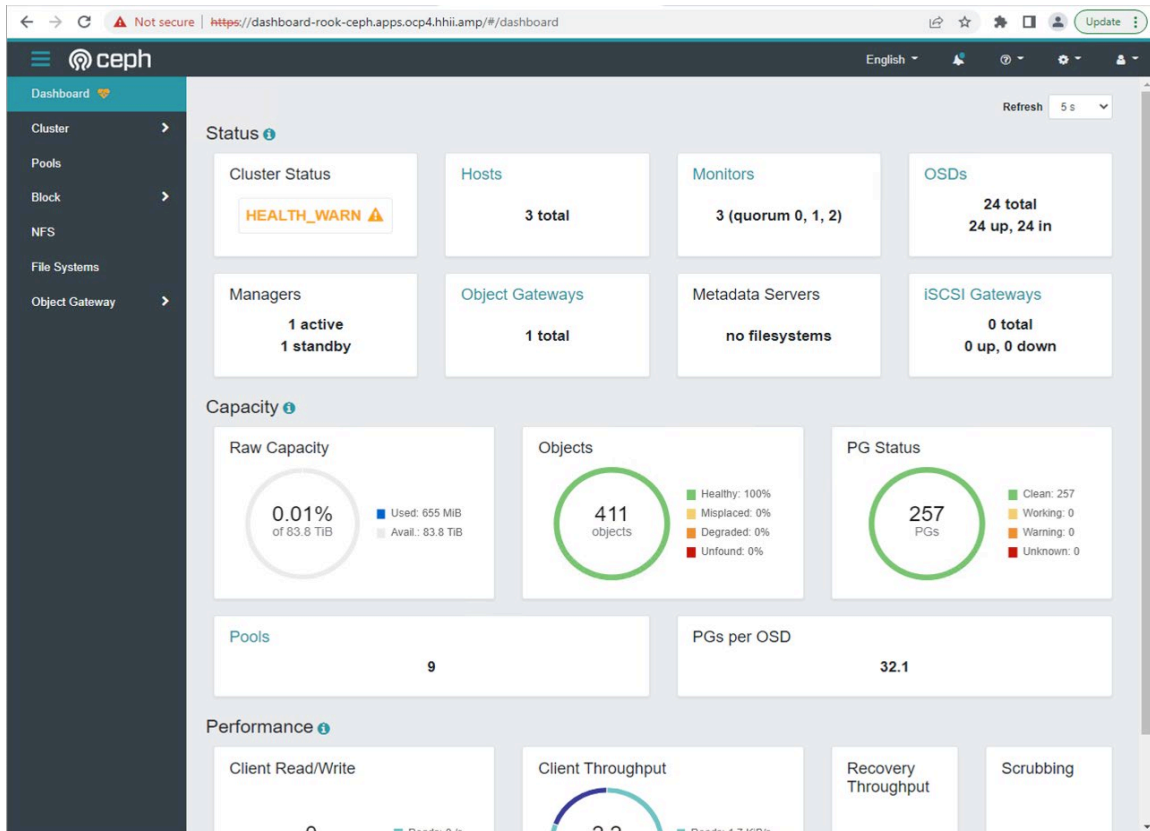 Not secure | https://dashboard-rook-ceph.apps.ocp4.hhii.amp/#/dashboard
Update
ceph
English
Dashboard
Cluster
Pools
Block
NFS
File Systems
Object Gateway
Refresh 5 s
Status
Cluster Status
HEALTH_WARN
Hosts
3 total
Monitors
3 (quorum 0, 1, 2)
OSDs
24 total
24 up, 24 in
Managers
1 active
1 standby
Object Gateways
1 total
Metadata Servers
no filesystems
iSCSI Gateways
0 total
0 up, 0 down
Capacity
Raw Capacity
0.01%
of 83.8 TiB
Used: 655 MiB
Avail.: 83.8 TiB
Objects
411
objects
Healthy: 100%
Misplaced: 0%
Degraded: 0%
Unfound: 0%
PG Status
257
PGs
Clean: 257
Working: 0
Warning: 0
Unknown: 0
Pools
9
PGs per OSD
32.1
Performance
Client Read/Write
Client Throughput
Recovery
Throughput
Scrubbing